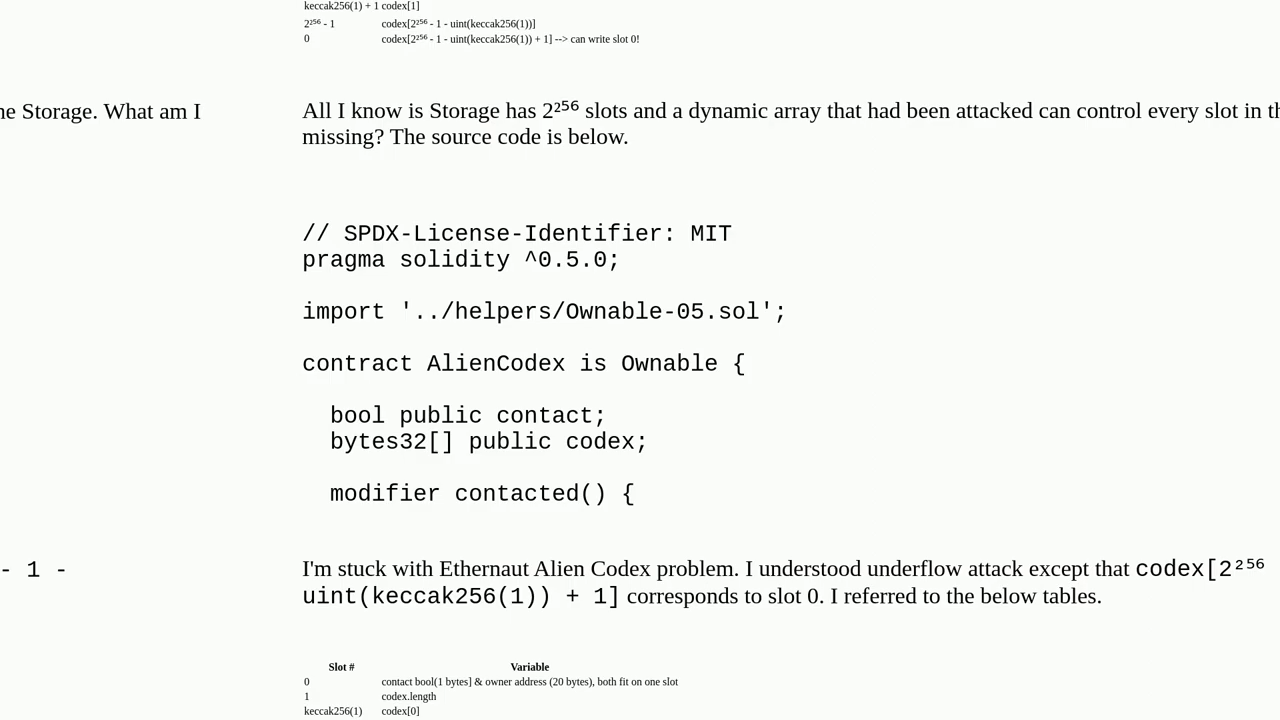 keccak256(1) + 1 codex[1]
2²⁵⁶ - 1 codex[2²⁵⁶ - 1 - uint(keccak256(1))]
0 codex[2²⁵⁶ - 1 - uint(keccak256(1)) + 1] --> can write slot 0!
ne Storage. What am I
All I know is Storage has 2²⁵⁶ slots and a dynamic array that had been attacked can control every slot in th
missing? The source code is below.
// SPDX-License-Identifier: MIT
pragma solidity ^0.5.0;
import '../helpers/Ownable-05.sol';
contract AlienCodex is Ownable {
bool public contact;
bytes32[] public codex;
modifier contacted() {
- 1 -
I'm stuck with Ethernaut Alien Codex problem. I understood underflow attack except that codex[2²⁵⁶
uint(keccak256(1)) + 1] corresponds to slot 0. I referred to the below tables.
Slot # Variable
0 contact bool(1 bytes] & owner address (20 bytes), both fit on one slot
1 codex.length
keccak256(1) codex[0]